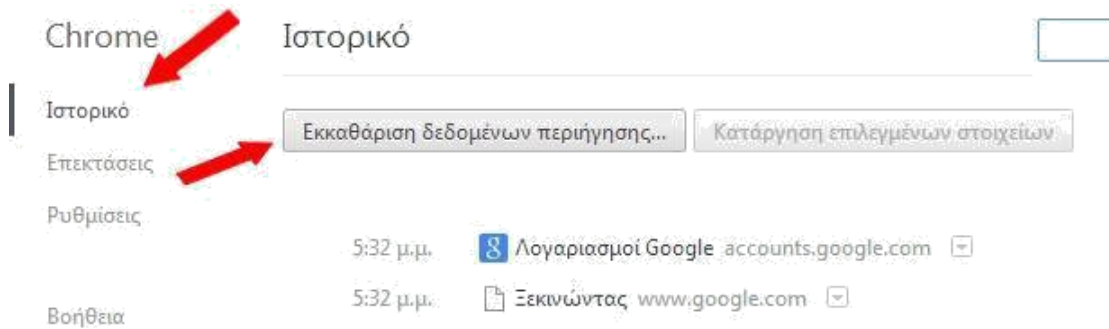 Chrome
Ιστορικό
Ιστορικό
Επεκτάσεις
Ρυθμίσεις
Βοήθεια
Εκκαθάριση δεδομένων περιήγησης... Κατάργηση επιλεγμένων στοιχείων
5:32 μ.μ. 8 Λογαριασμοί Google accounts.google.com
5:32 μ.μ. Ξεκινώντας www.google.com